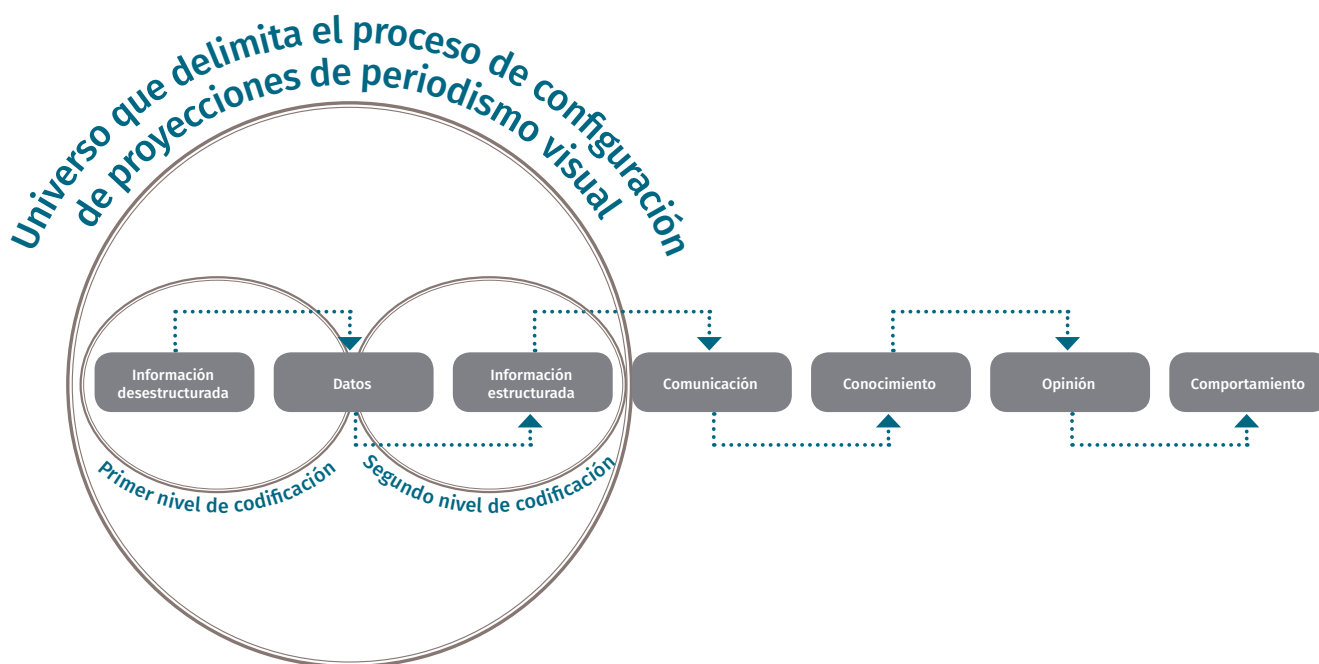 Universo que delimita el proceso de configuración
de proyecciones de periodismo visual
Información
desestructurada
Datos
Información
estructurada
Comunicación
Conocimiento
Opinión
Comportamiento
Primer nivel de codificación
Segundo nivel de codificación